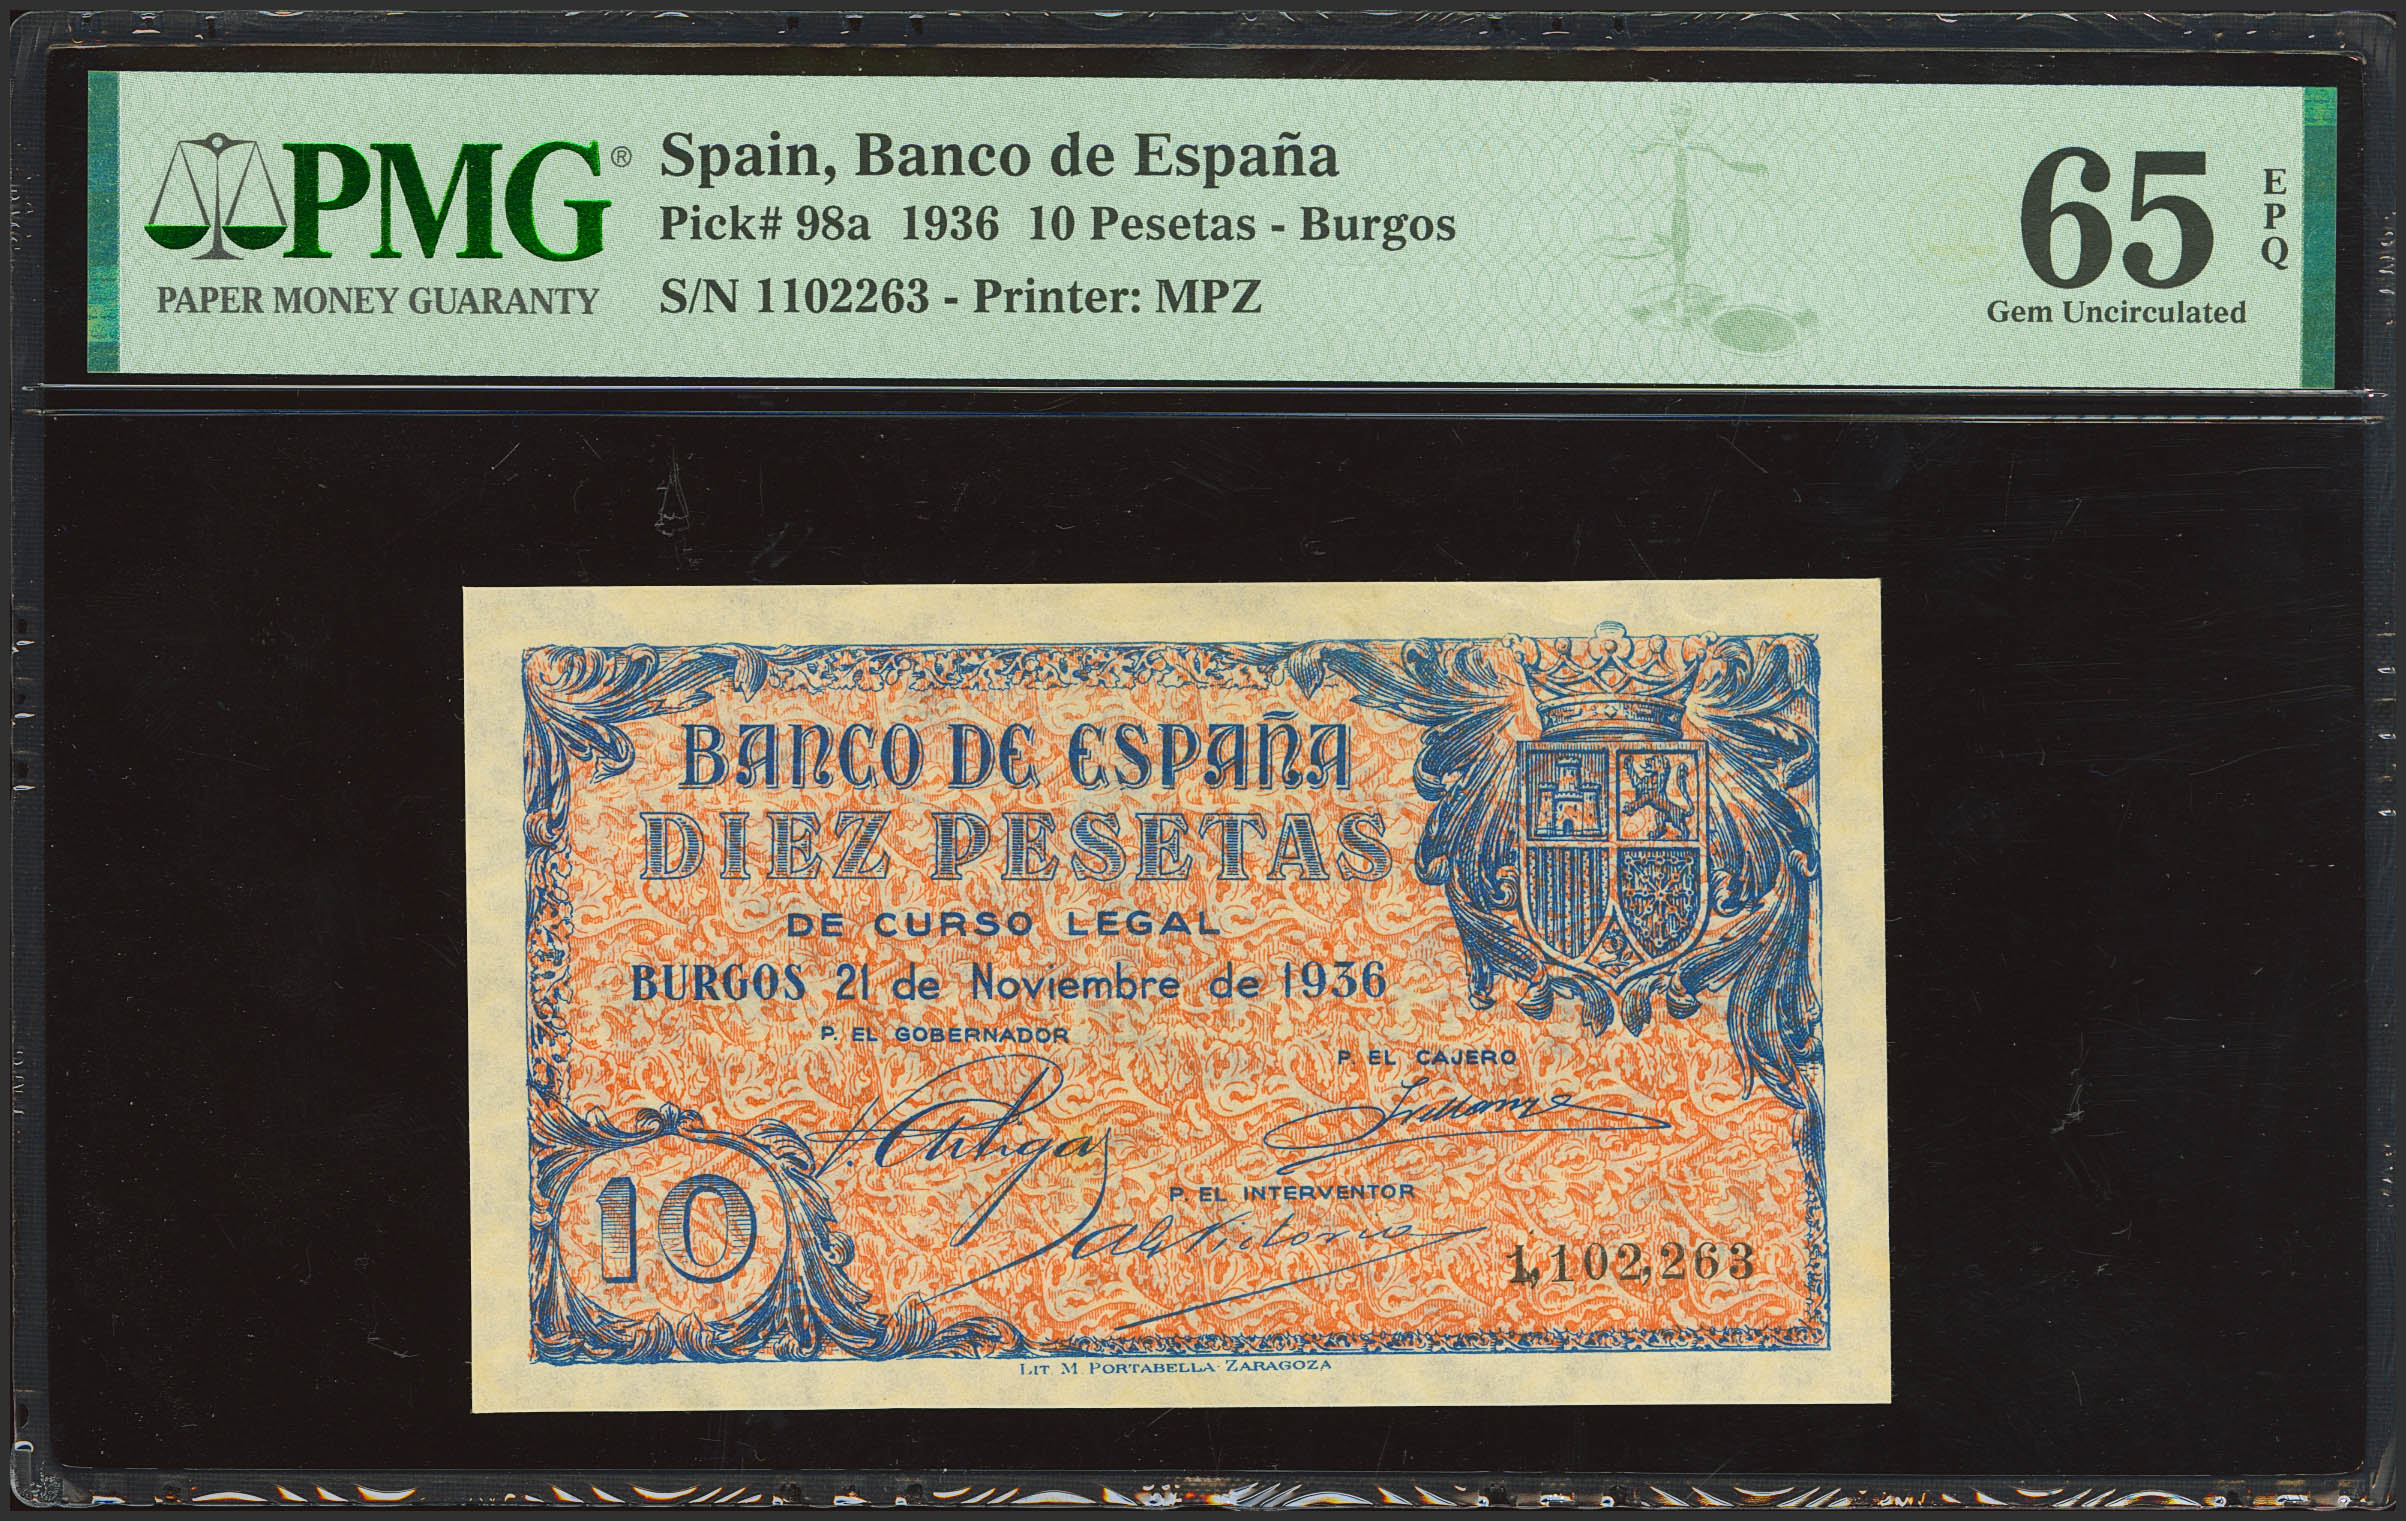 PMG®
PAPER MONEY GUARANTY
Spain, Banco de España
Pick# 98a 1936 10 Pesetas - Burgos
S/N 1102263 - Printer: MPZ
65
EPQ
Gem Uncirculated
BANCO DE ESPAÑA
DIEZ PESETAS
DE CURSO LEGAL
BURGOS 21 de Noviembre de 1936
P. EL GOBERNADOR
P. EL CAJERO
P. EL INTERVENTOR
10
1,102,263
LIT. M. PORTABELLA-ZARAGOZA